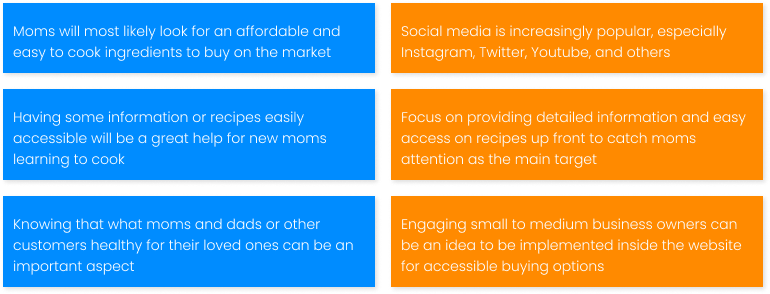 Moms will most likely look for an affordable and
easy to cook ingredients to buy on the market
Social media is increasingly popular, especially
Instagram, Twitter, Youtube, and others
Having some information or recipes easily
accessible will be a great help for new moms
learning to cook
Focus on providing detailed information and easy
access on recipes up front to catch moms
attention as the main target
Knowing that what moms and dads or other
customers healthy for their loved ones can be an
important aspect
Engaging small to medium business owners can
be an idea to be implemented inside the website
for accessible buying options